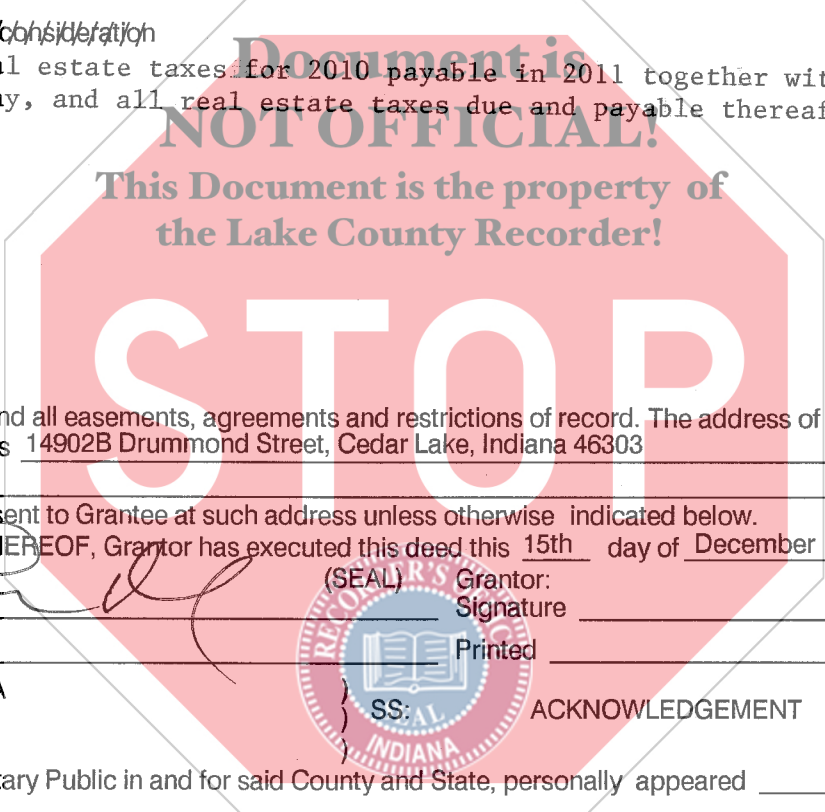 consideration
al estate taxes for 2010 payable in 2011 together wit
ay, and all real estate taxes due and payable thereaf
Document is
NOT OFFICIAL!
This Document is the property of
the Lake County Recorder!
STOP
nd all easements, agreements and restrictions of record. The address of
s 14902B Drummond Street, Cedar Lake, Indiana 46303
sent to Grantee at such address unless otherwise indicated below.
EREOF, Grantor has executed this deed this 15th day of December
(SEAL) Grantor:
Signature
Printed
RECORDER'S
SEAL
INDIANA
A
) SS: ACKNOWLEDGEMENT
)
)
tary Public in and for said County and State, personally appeared